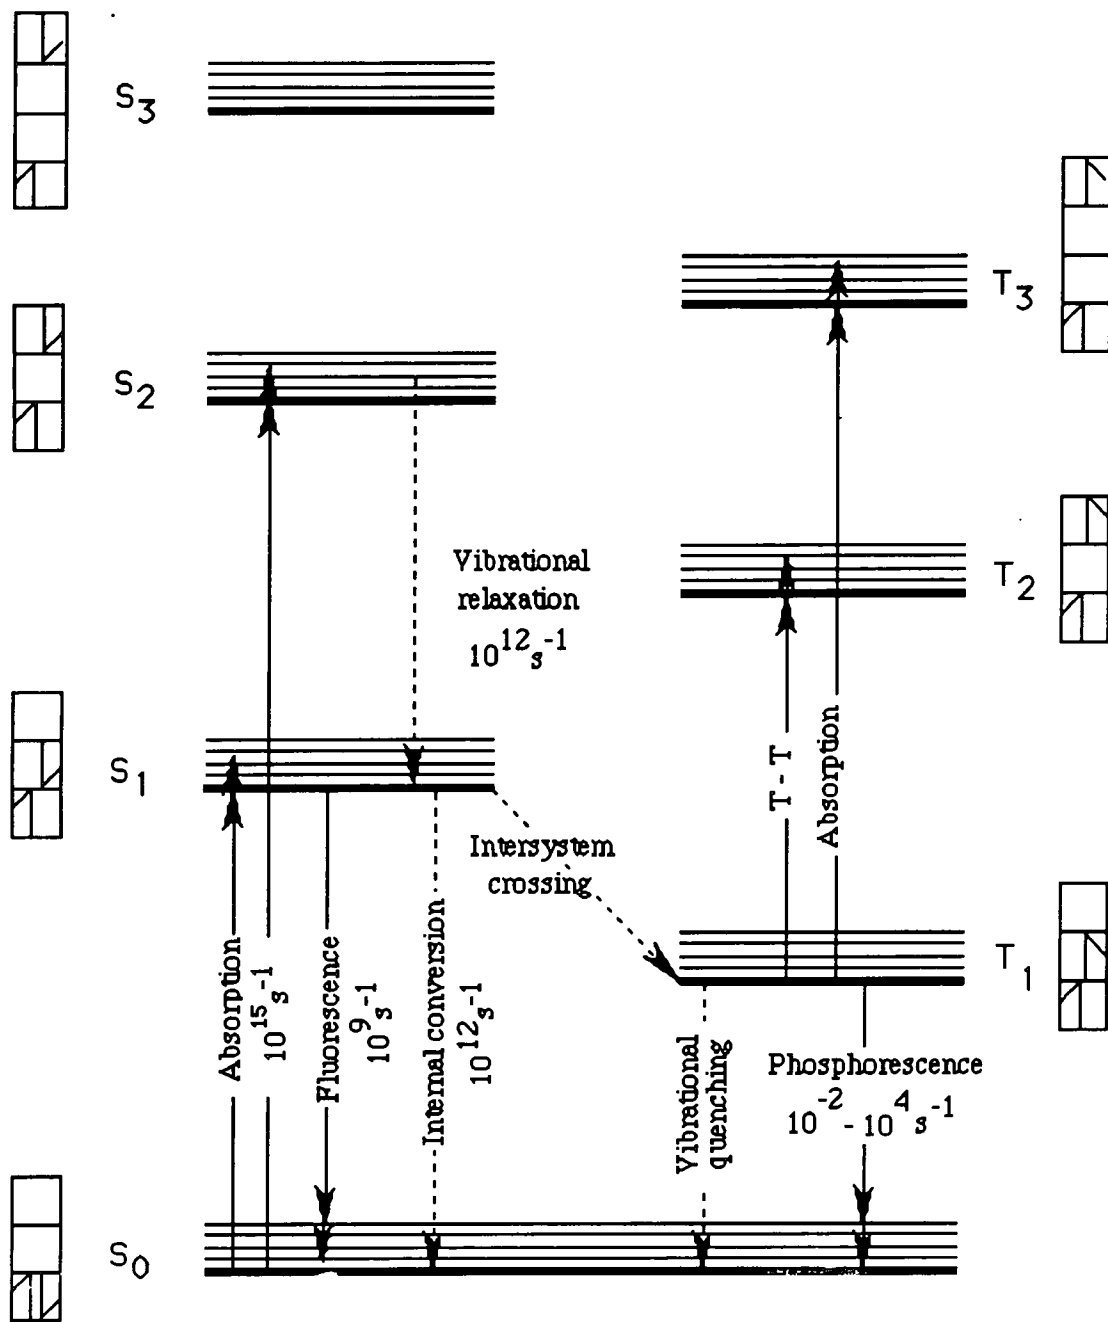 S3
T3
S2
Vibrational
relaxation
10^12 s^-1
T2
S1
T - T
Absorption
Intersystem
crossing
T1
Absorption
10^15 s^-1
Fluorescence
10^9 s^-1
Internal conversion
10^12 s^-1
Vibrational
quenching
Phosphorescence
10^-2 - 10^4 s^-1
S0